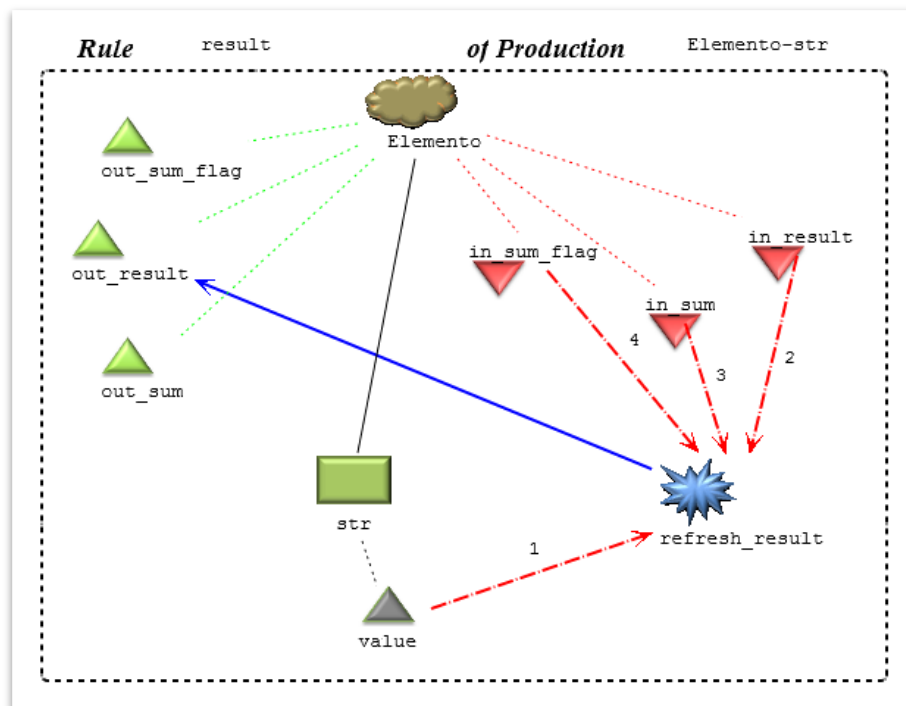 Rule result of Production Elemento-str
Elemento
out_sum_flag
in_result
in_sum_flag
out_result
in_sum
4
2
3
out_sum
str
refresh_result
1
value